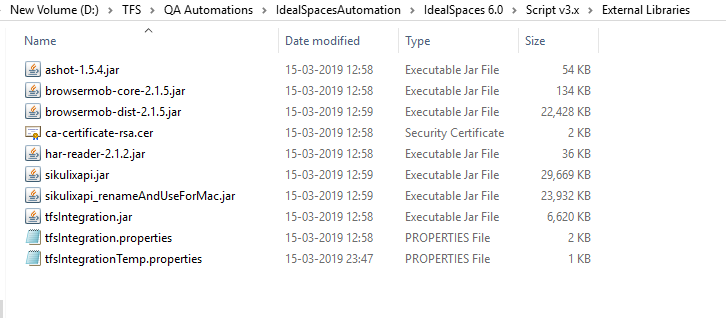 New Volume (D:) > TFS > QA Automations > IdealSpacesAutomation > IdealSpaces 6.0 > Script v3.x > External Libraries
Name Date modified Type Size
ashot-1.5.4.jar 15-03-2019 12:58 Executable Jar File 54 KB
browsermob-core-2.1.5.jar 15-03-2019 12:58 Executable Jar File 134 KB
browsermob-dist-2.1.5.jar 15-03-2019 12:59 Executable Jar File 22,428 KB
ca-certificate-rsa.cer 15-03-2019 12:58 Security Certificate 2 KB
har-reader-2.1.2.jar 15-03-2019 12:58 Executable Jar File 36 KB
sikulixapi.jar 15-03-2019 12:59 Executable Jar File 29,669 KB
sikulixapi_renameAndUseForMac.jar 15-03-2019 12:59 Executable Jar File 23,932 KB
tfsIntegration.jar 15-03-2019 12:58 Executable Jar File 6,620 KB
tfsIntegration.properties 15-03-2019 12:58 PROPERTIES File 2 KB
tfsIntegrationTemp.properties 15-03-2019 23:47 PROPERTIES File 1 KB